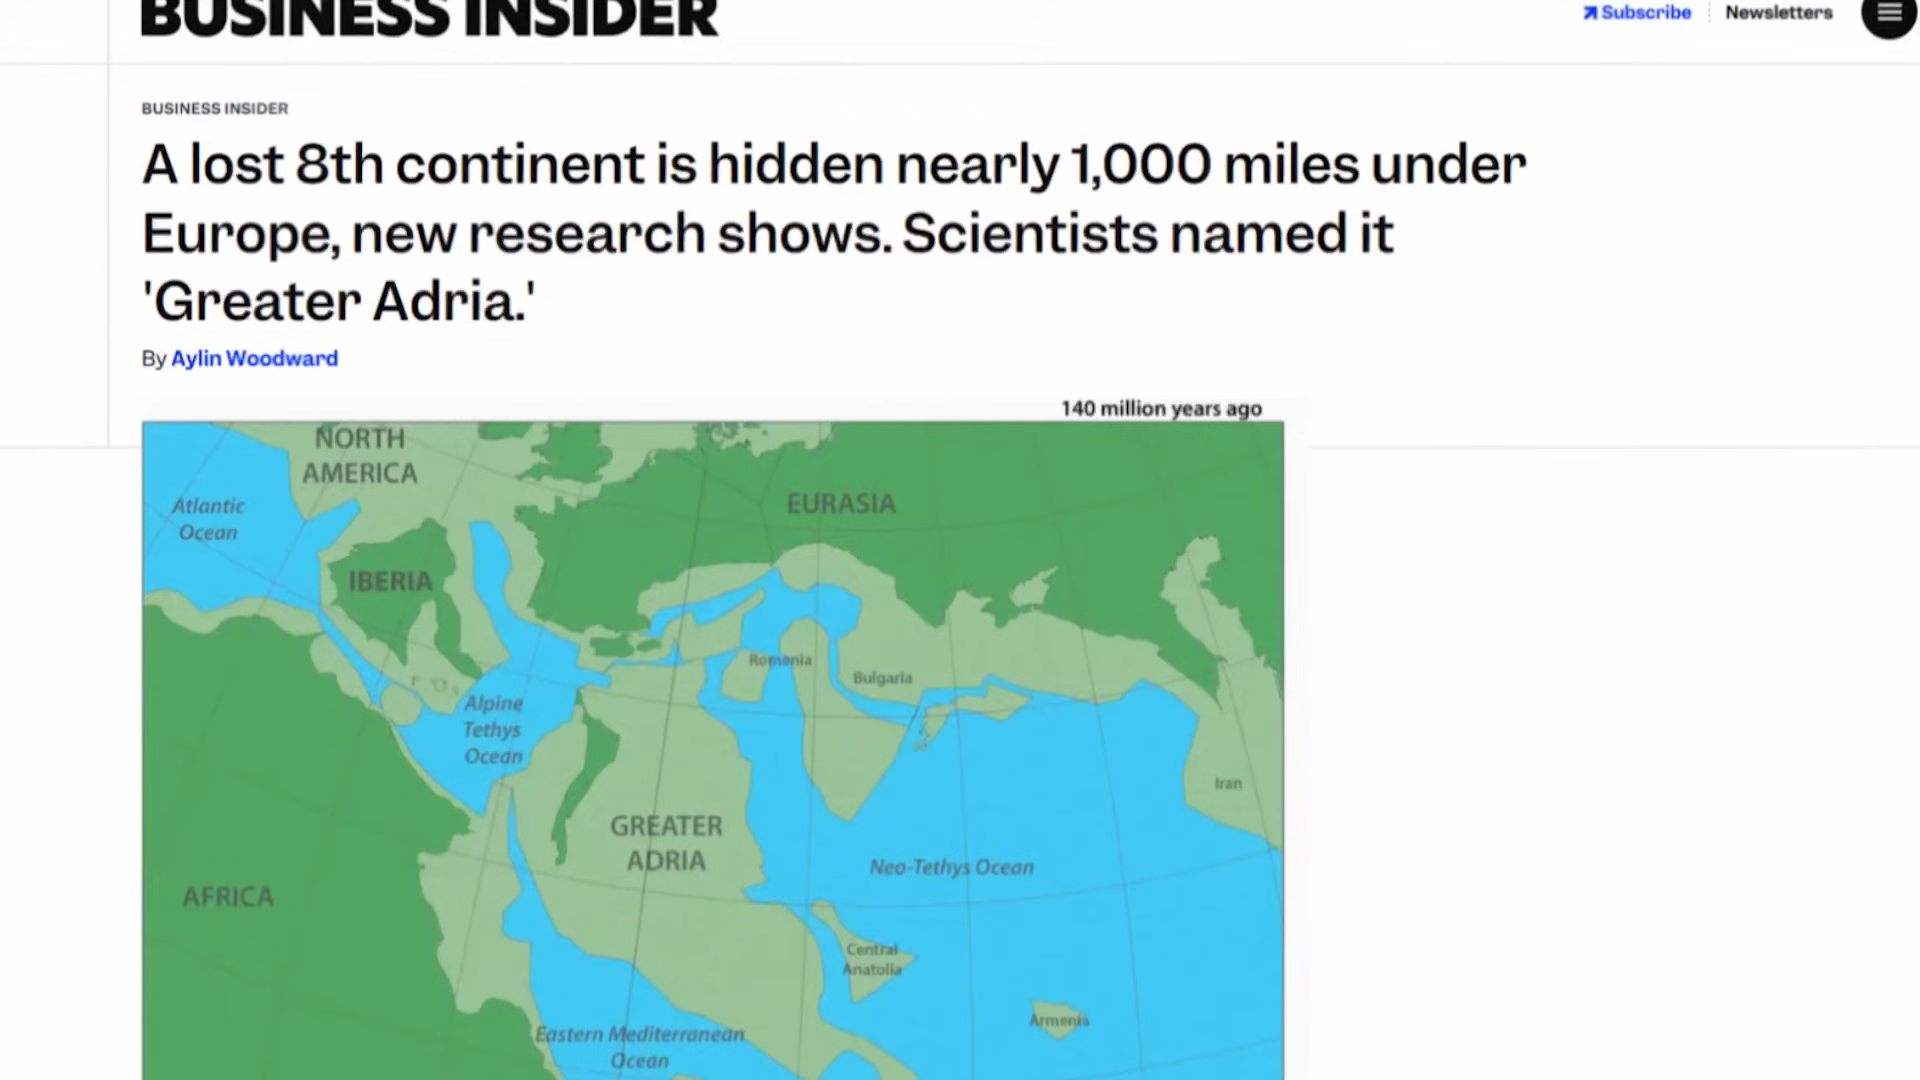 BUSINESS INSIDER
Subscribe
Newsletters
BUSINESS INSIDER
A lost 8th continent is hidden nearly 1,000 miles under
Europe, new research shows. Scientists named it
'Greater Adria.'
By Aylin Woodward
140 million years ago
NORTH
AMERICA
EURASIA
Atlantic
Ocean
IBERIA
Romania
Bulgaria
Alpine
Tethys
Ocean
Iran
GREATER
ADRIA
Neo-Tethys Ocean
AFRICA
Central
Anatolia
Armenia
Eastern Mediterranean
Ocean